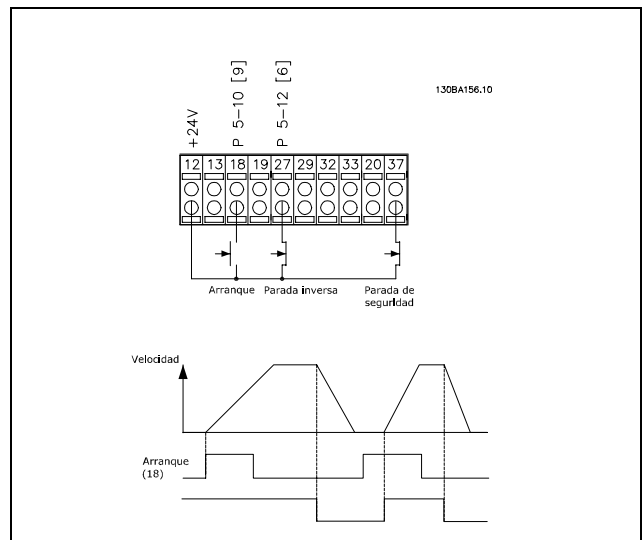 +24V
P 5-10 [9]
P 5-12 [6]
130BA156.10
12 13 18 19 27 29 32 33 20 37
Arranque Parada inversa Parada de
seguridad
Velocidad
Arranque
(18)